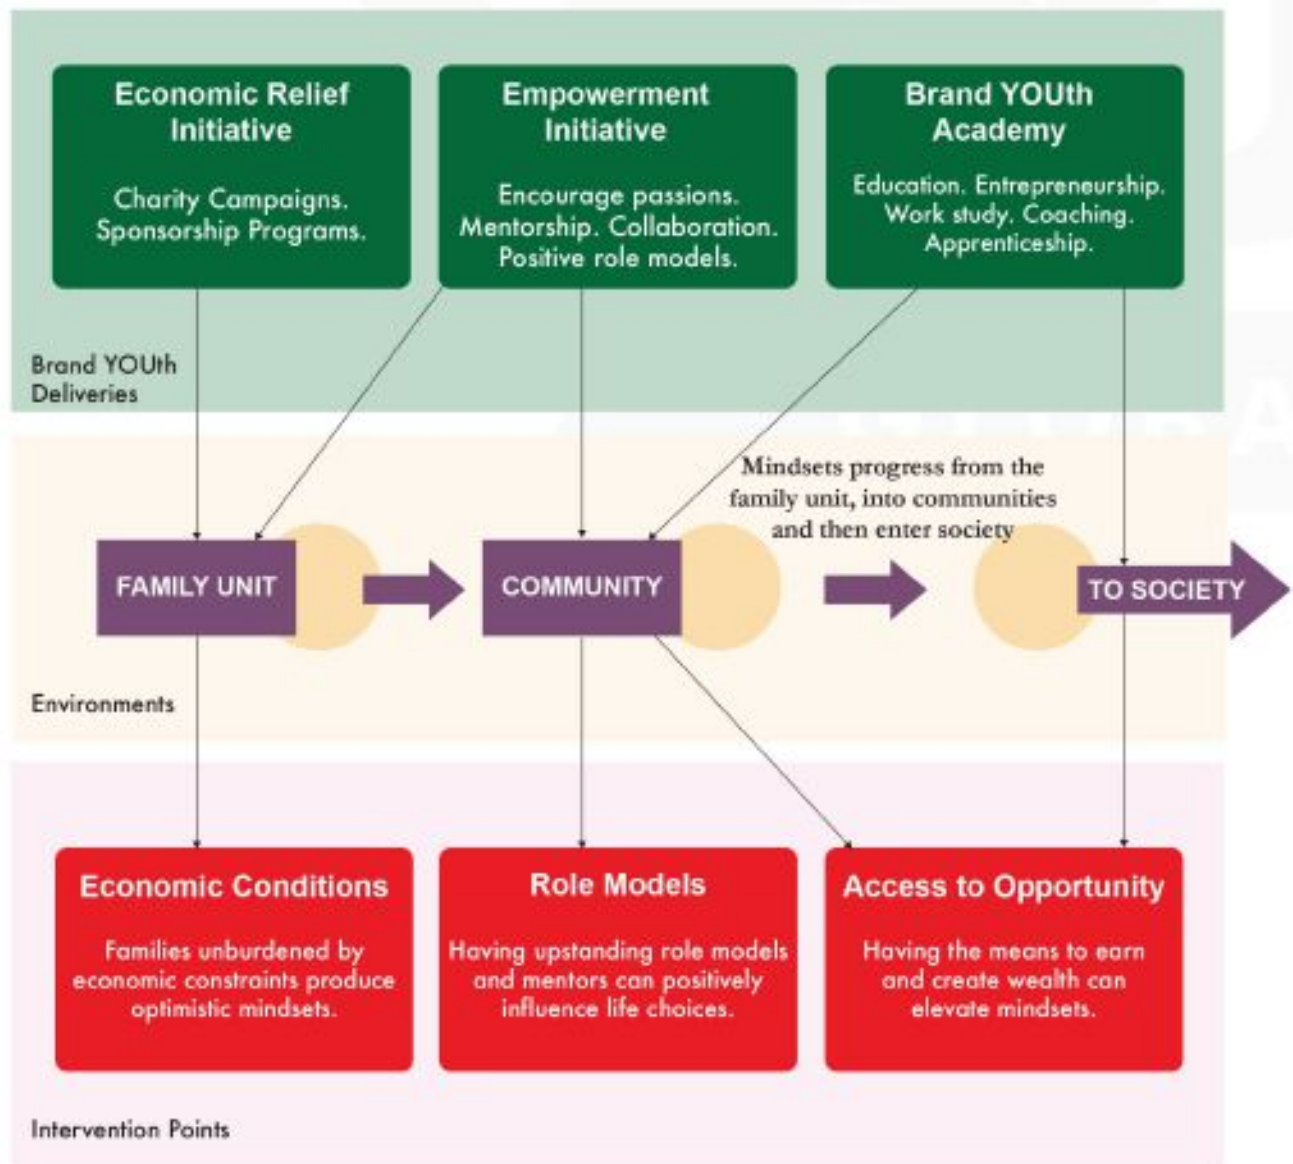 Economic Relief
Initiative
Charity Campaigns.
Sponsorship Programs.
Empowerment
Initiative
Encourage passions.
Mentorship. Collaboration.
Positive role models.
Brand YOUth
Academy
Education. Entrepreneurship.
Work study. Coaching.
Apprenticeship.
Brand YOUth
Deliveries
Mindsets progress from the
family unit, into communities
and then enter society
FAMILY UNIT
COMMUNITY
TO SOCIETY
Environments
Economic Conditions
Families unburdened by
economic constraints produce
optimistic mindsets.
Role Models
Having upstanding role models
and mentors can positively
influence life choices.
Access to Opportunity
Having the means to earn
and create wealth can
elevate mindsets.
Intervention Points